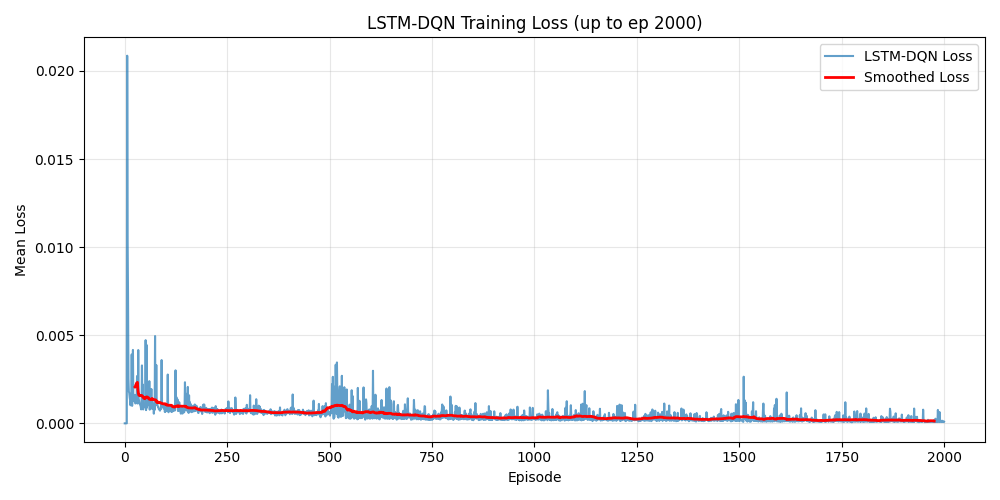 LSTM-DQN Training Loss (up to ep 2000)
LSTM-DQN Loss
Smoothed Loss
Mean Loss
0.020
0.015
0.010
0.005
0.000
0 250 500 750 1000 1250 1500 1750 2000
Episode